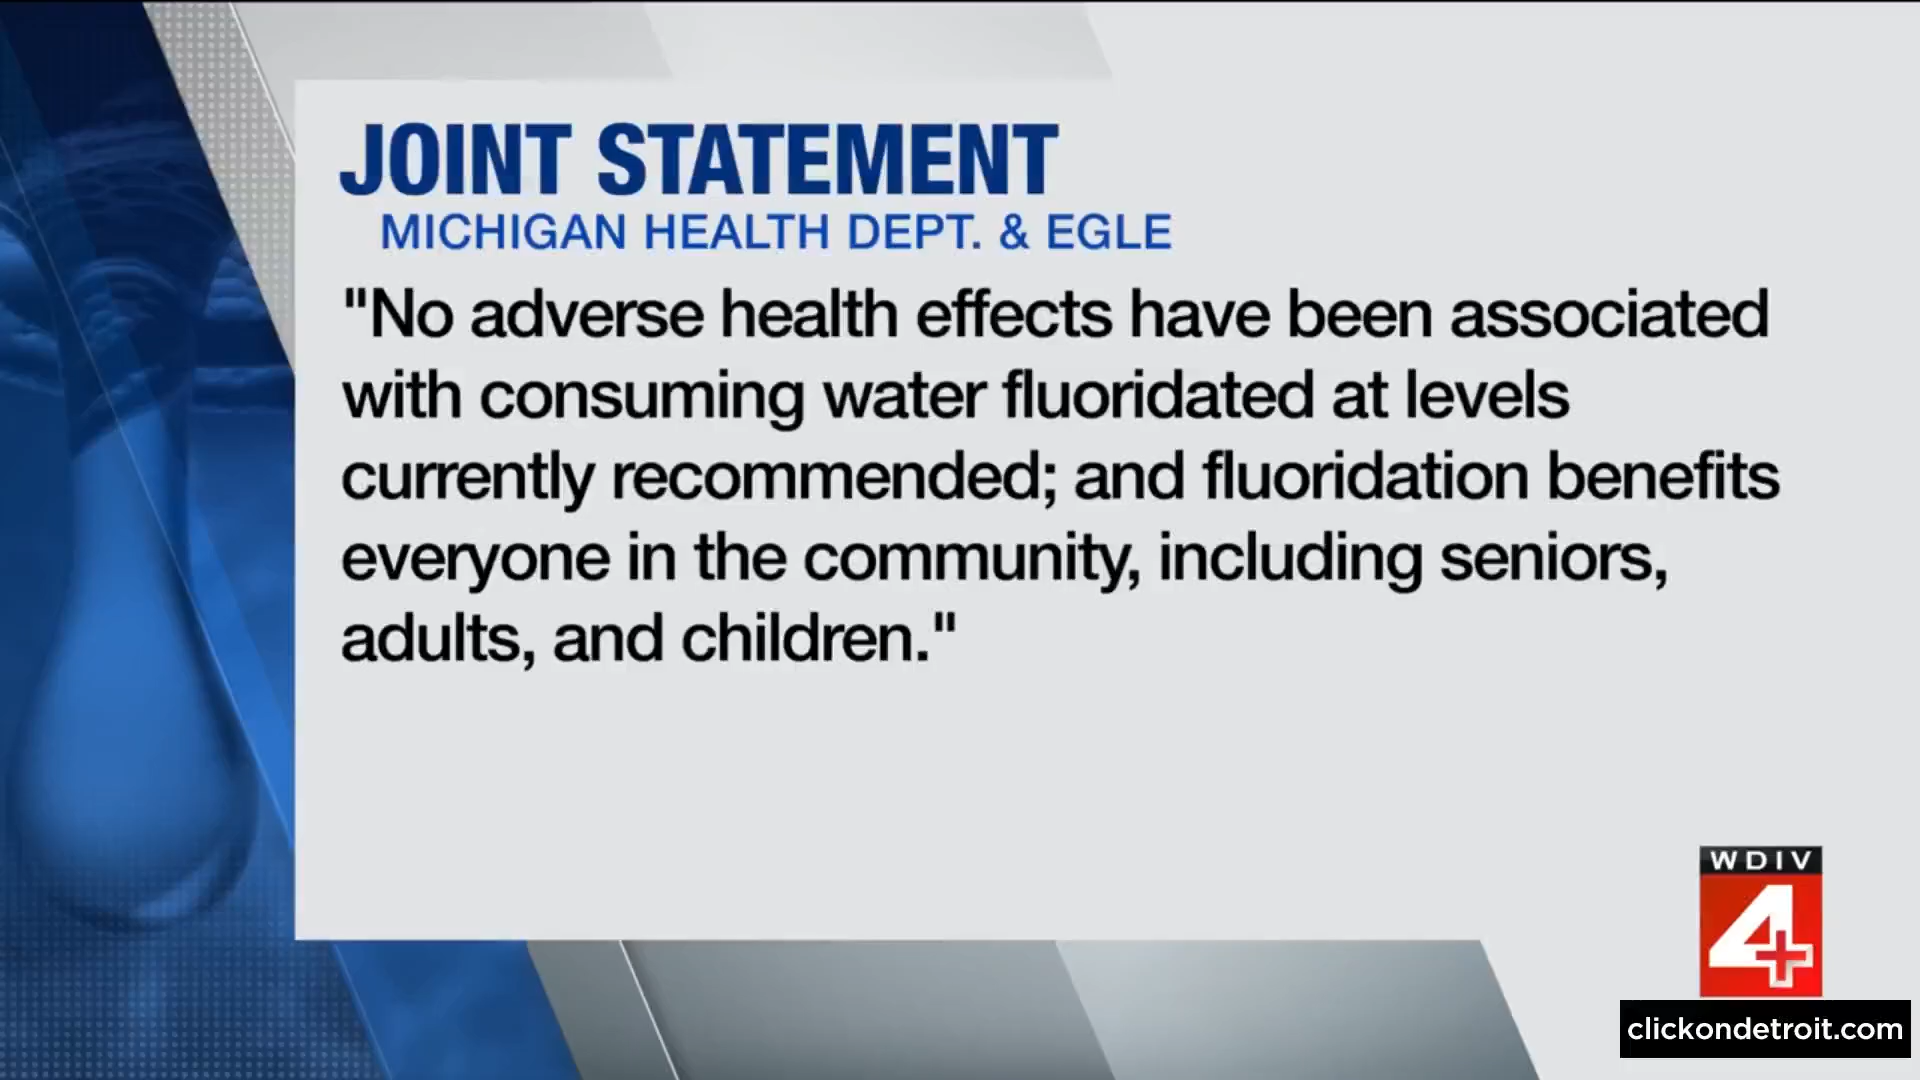 JOINT STATEMENT
MICHIGAN HEALTH DEPT. & EGLE
"No adverse health effects have been associated
with consuming water fluoridated at levels
currently recommended; and fluoridation benefits
everyone in the community, including seniors,
adults, and children."
WDIV
4
clickondetroit.com